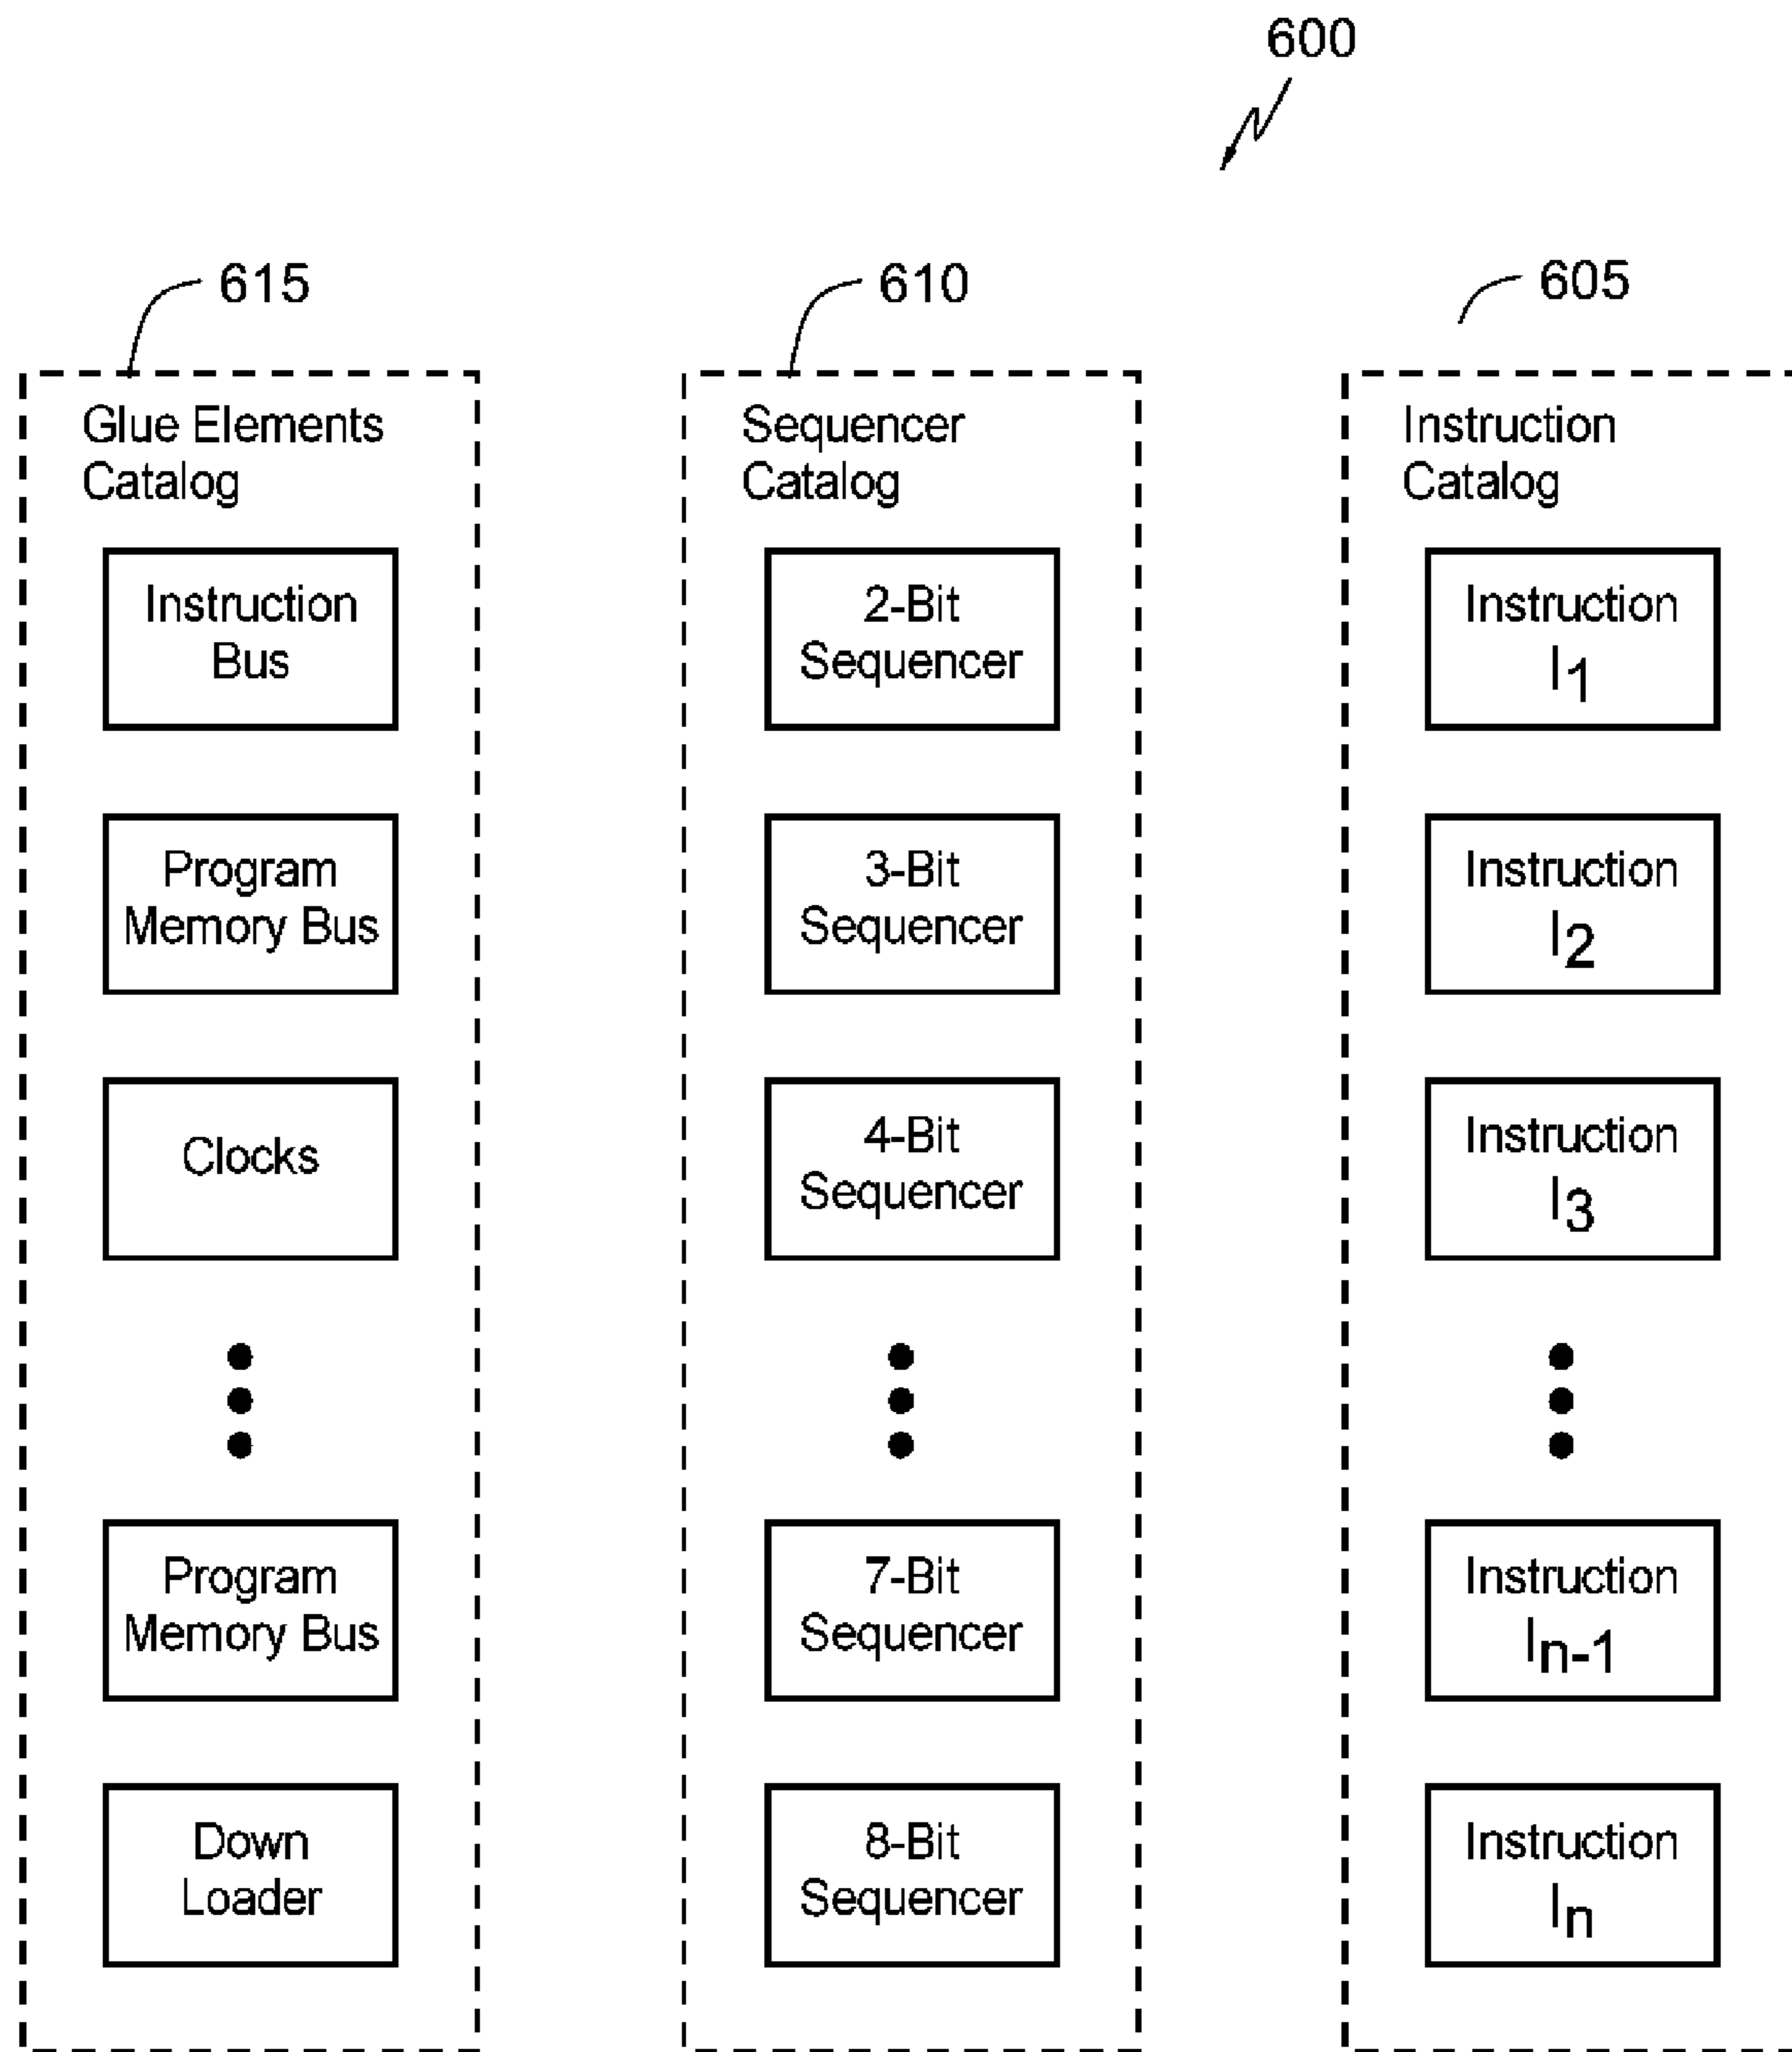 600
615
Glue Elements
Catalog
Instruction
Bus
Program
Memory Bus
Clocks
Program
Memory Bus
Down
Loader
610
Sequencer
Catalog
2-Bit
Sequencer
3-Bit
Sequencer
4-Bit
Sequencer
7-Bit
Sequencer
8-Bit
Sequencer
605
Instruction
Catalog
Instruction
I1
Instruction
I2
Instruction
I3
Instruction
In-1
Instruction
In